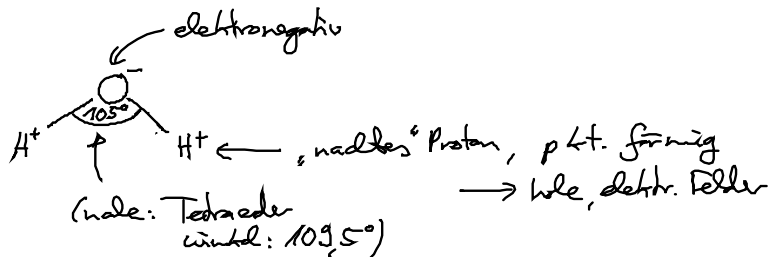 elektronegativ
O⁻
105°
H⁺ H⁺ ← „nacktes" Proton, pkt. förmig
(nahe: Tetraeder → hohe, elektr. Felder
winkel: 109,5°)